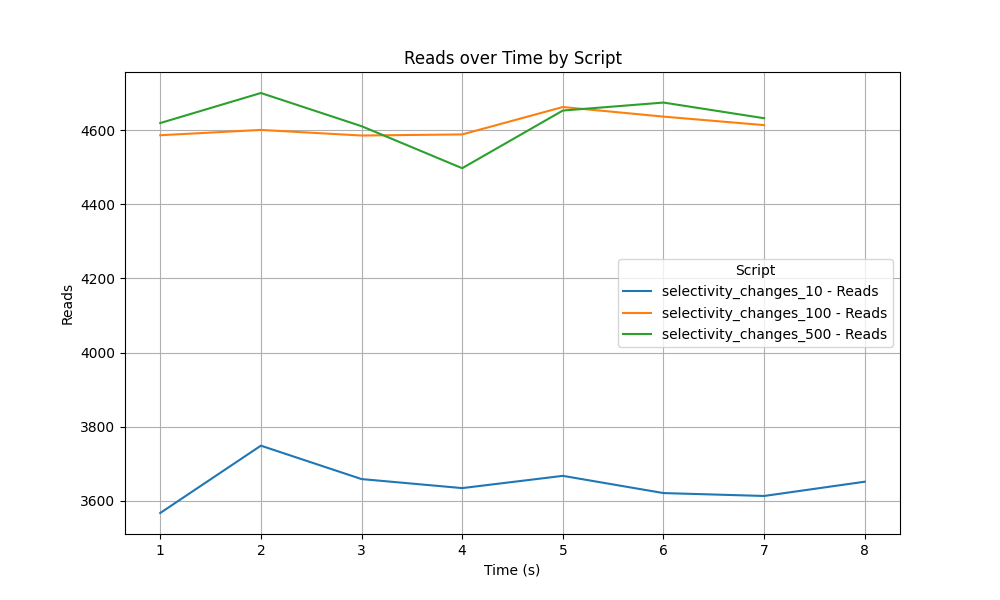 Reads over Time by Script
4600
4400
4200
4000
3800
3600
Reads
Script
selectivity_changes_10 - Reads
selectivity_changes_100 - Reads
selectivity_changes_500 - Reads
1 2 3 4 5 6 7 8
Time (s)